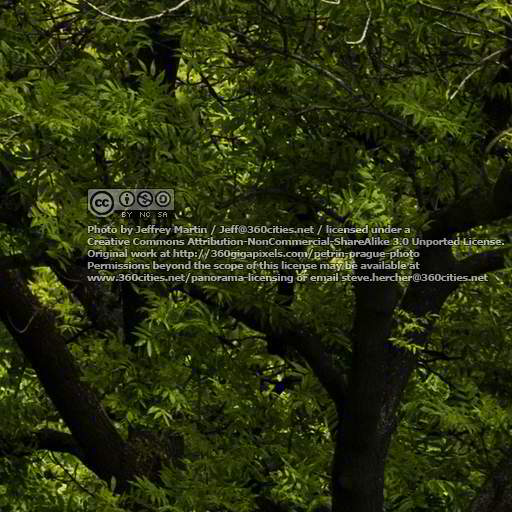 cc
BY NC SA
Photo by Jeffrey Martin / Jeff@360cities.net / licensed under a
Creative Commons Attribution-NonCommercial-ShareAlike 3.0 Unported License.
Original work at http://360gigapixels.com/petrin-prague-photo
Permissions beyond the scope of this license may be available at
www.360cities.net/panorama-licensing or email steve.hercher@360cities.net